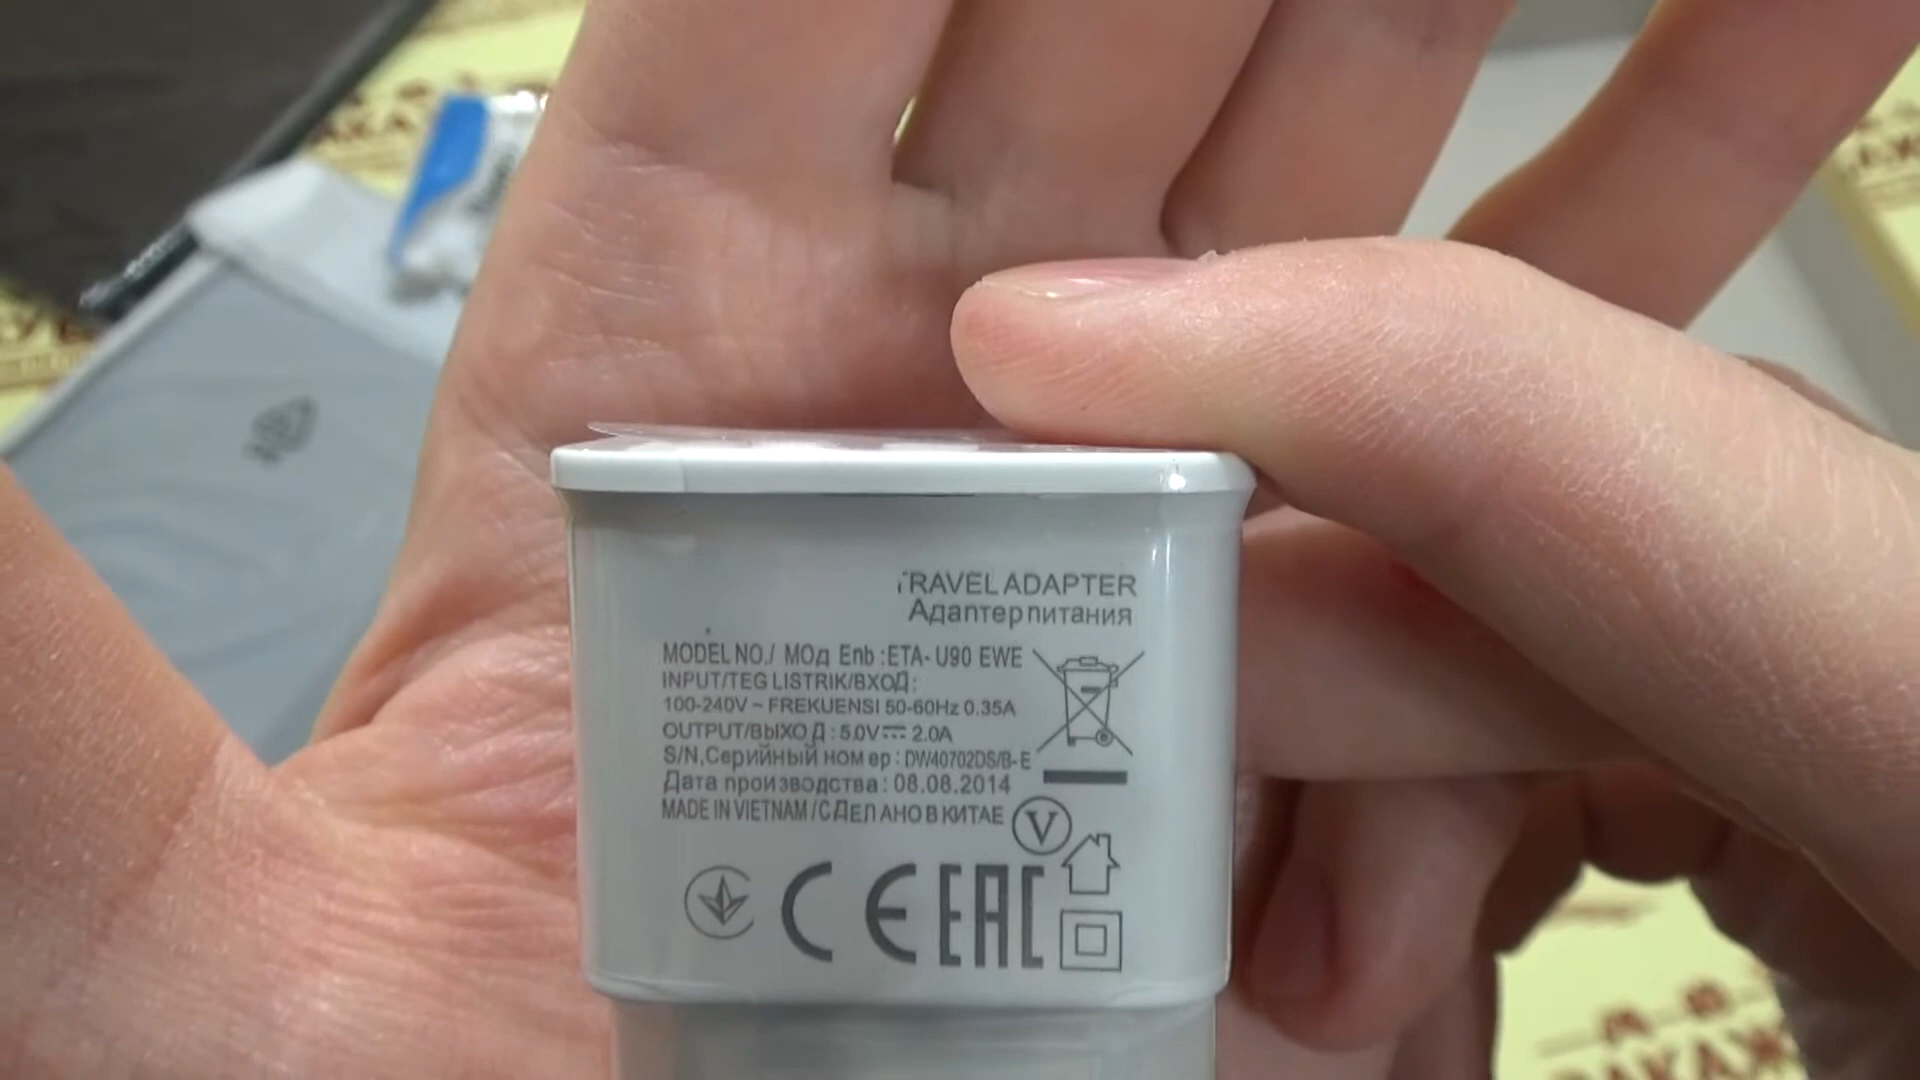 TRAVEL ADAPTER
Адаптер питания
MODEL NO./ МОд Enb :ETA- U90 EWE
INPUT/TEG LISTRIK/ВХОД:
100-240V ~ FREKUENSI 50-60Hz 0.35A
OUTPUT/ВЫХО Д : 5.0V⎓ 2.0A
S/N,Серийный ном ер : DW40702DS/B-E
Дата производства: 08.08.2014
MADE IN VIETNAM /СДЕЛ АНО В КИТАЕ
V
CE EAC